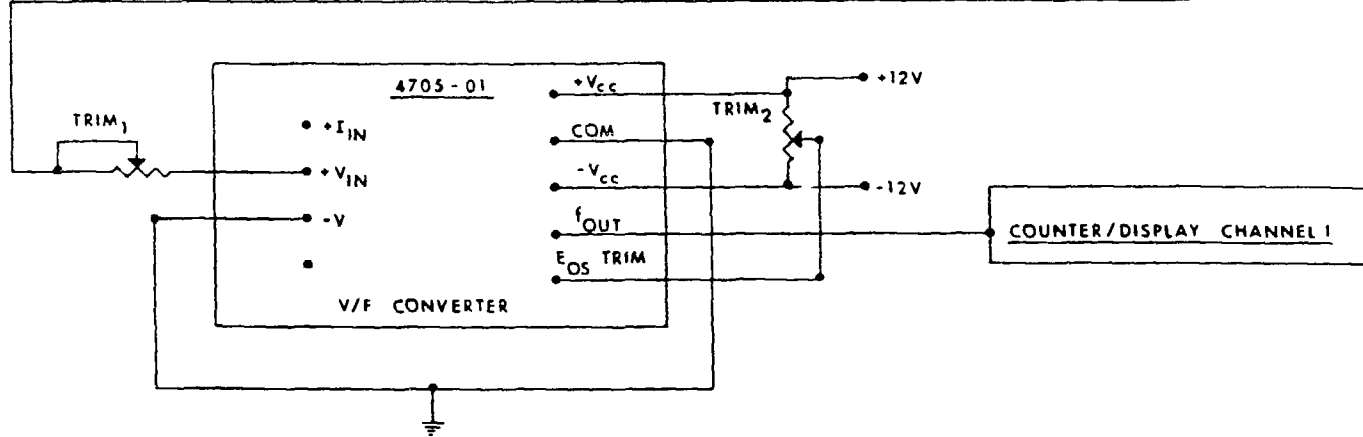 4705-01
+VCC
+12V
TRIM1
+IIN
COM
TRIM2
+VIN
-VCC
-12V
-V
fOUT
COUNTER/DISPLAY CHANNEL 1
EOS TRIM
V/F CONVERTER